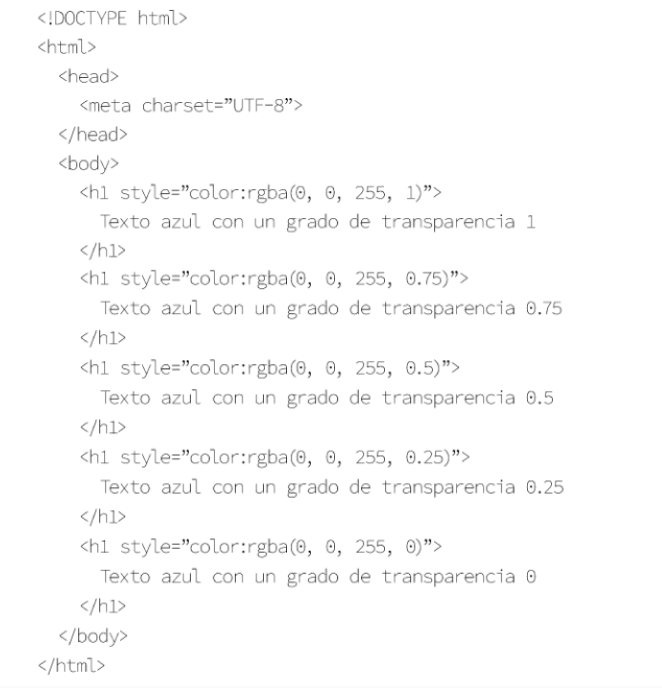 <!DOCTYPE html>
<html>
<head>
<meta charset=”UTF-8”>
</head>
<body>
<h1 style=”color:rgba(0, 0, 255, 1)”>
Texto azul con un grado de transparencia 1
</h1>
<h1 style=”color:rgba(0, 0, 255, 0.75)”>
Texto azul con un grado de transparencia 0.75
</h1>
<h1 style=”color:rgba(0, 0, 255, 0.5)”>
Texto azul con un grado de transparencia 0.5
</h1>
<h1 style=”color:rgba(0, 0, 255, 0.25)”>
Texto azul con un grado de transparencia 0.25
</h1>
<h1 style=”color:rgba(0, 0, 255, 0)”>
Texto azul con un grado de transparencia 0
</h1>
</body>
</html>